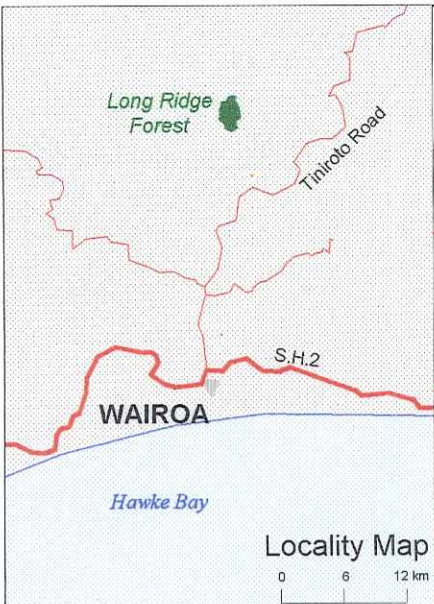 Long Ridge
Forest
Tiniroto Road
S.H.2
WAIROA
Hawke Bay
Locality Map
0 6 12 km